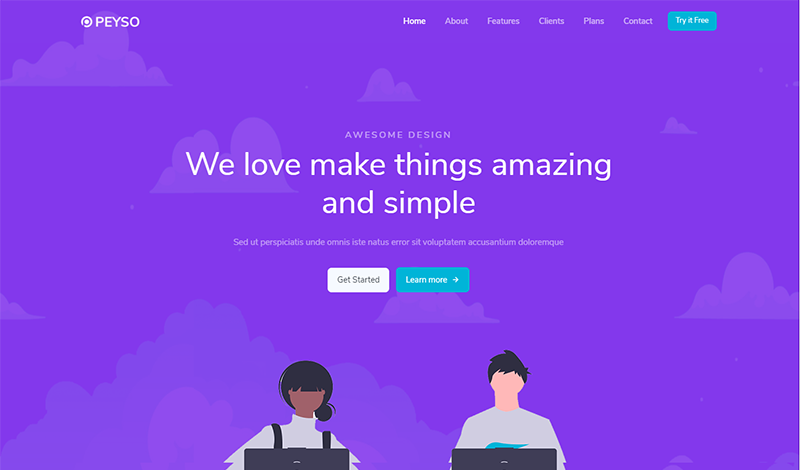 PEYSO
Home About Features Clients Plans Contact Try it Free
AWESOME DESIGN
We love make things amazing
and simple
Sed ut perspiciatis unde omnis iste natus error sit voluptatem accusantium doloremque
Get Started Learn more →